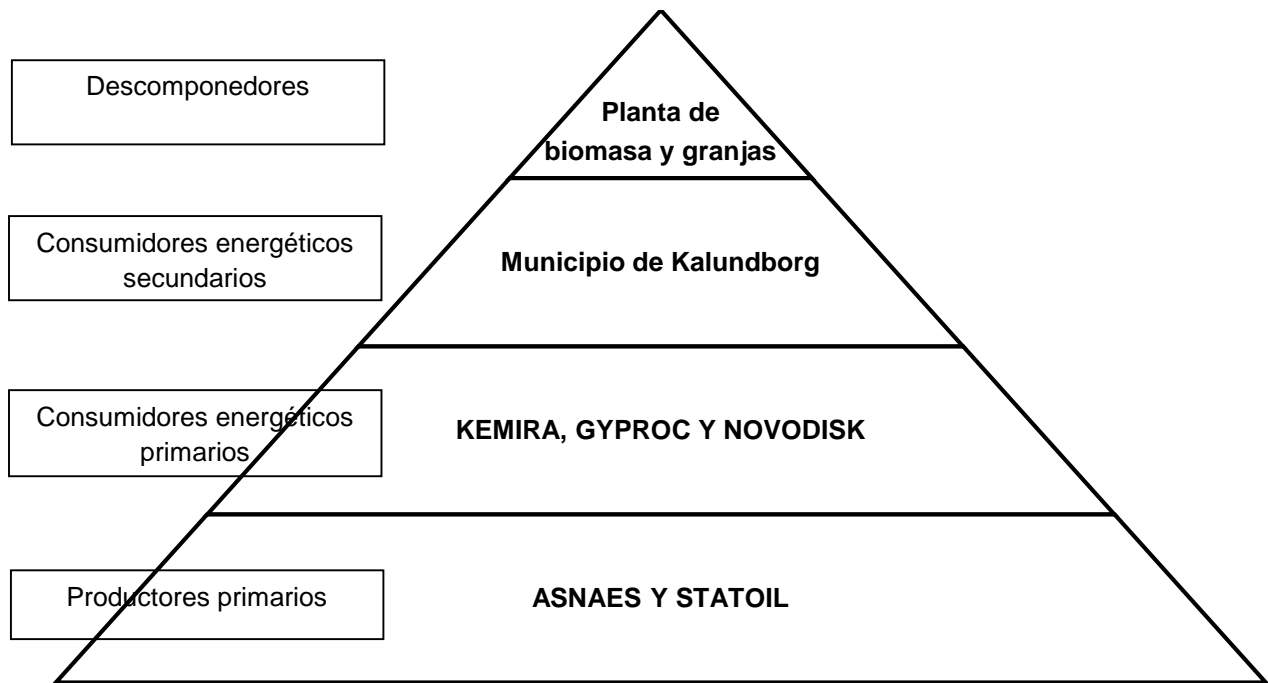 Descomponedores
Planta de
biomasa y granjas
Consumidores energéticos
secundarios
Municipio de Kalundborg
Consumidores energéticos
primarios
KEMIRA, GYPROC Y NOVODISK
Productores primarios
ASNAES Y STATOIL